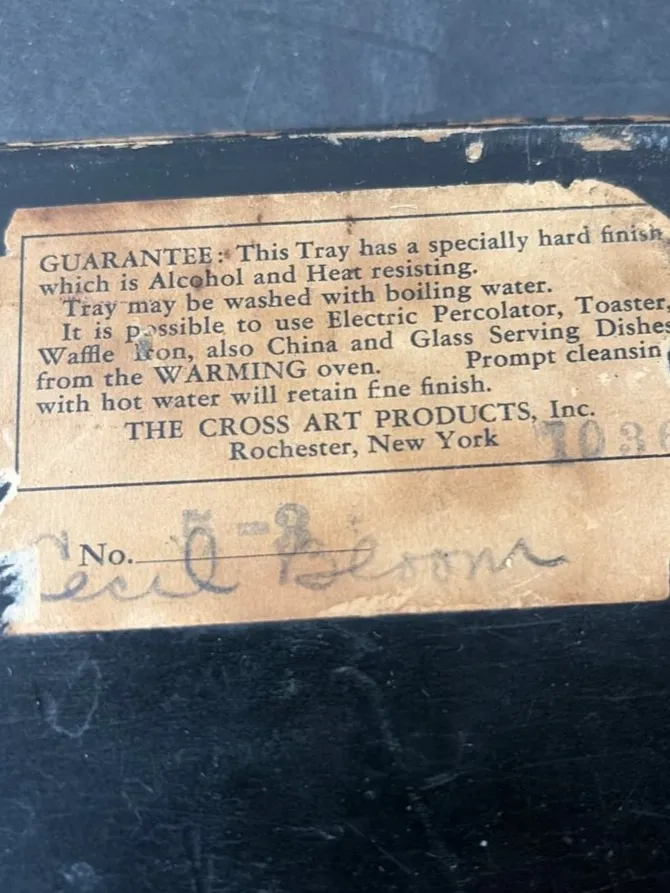 GUARANTEE: This Tray has a specially hard finish
which is Alcohol and Heat resisting.
Tray may be washed with boiling water.
It is possible to use Electric Percolator, Toaster,
Waffle Iron, also China and Glass Serving Dishes
from the WARMING oven. Prompt cleansin
with hot water will retain fne finish.
THE CROSS ART PRODUCTS, Inc.
Rochester, New York
No. 5-8
Cecil Bloom